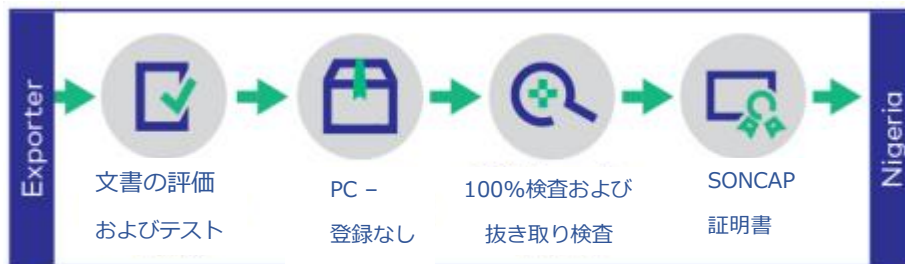 Exporter
文書の評価
およびテスト
PC –
登録なし
100%検査および
抜き取り検査
SONCAP
証明書
Nigeria